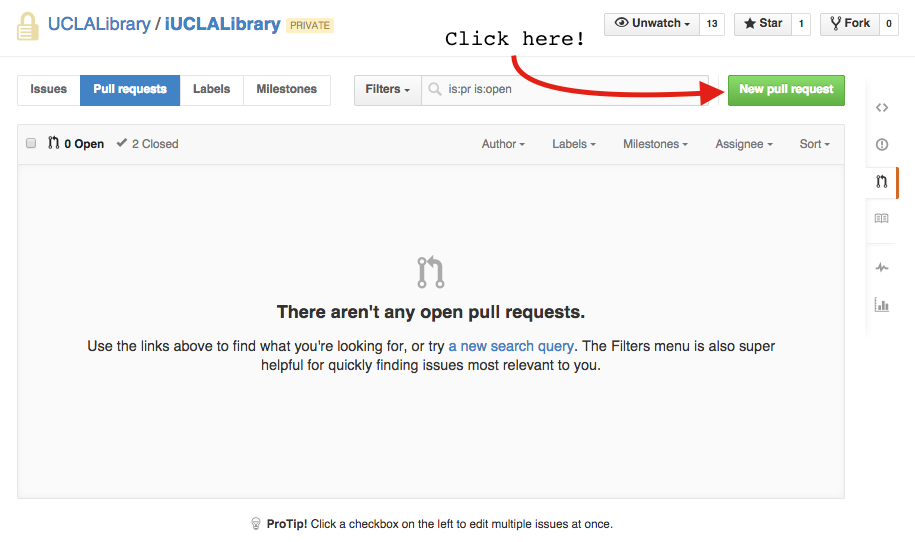 UCLALibrary / iUCLALibrary PRIVATE
Unwatch 13 Star 1 Fork 0
Click here!
Issues Pull requests Labels Milestones Filters is:pr is:open New pull request
0 Open 2 Closed Author Labels Milestones Assignee Sort
There aren't any open pull requests.
Use the links above to find what you're looking for, or try a new search query. The Filters menu is also super
helpful for quickly finding issues most relevant to you.
ProTip! Click a checkbox on the left to edit multiple issues at once.